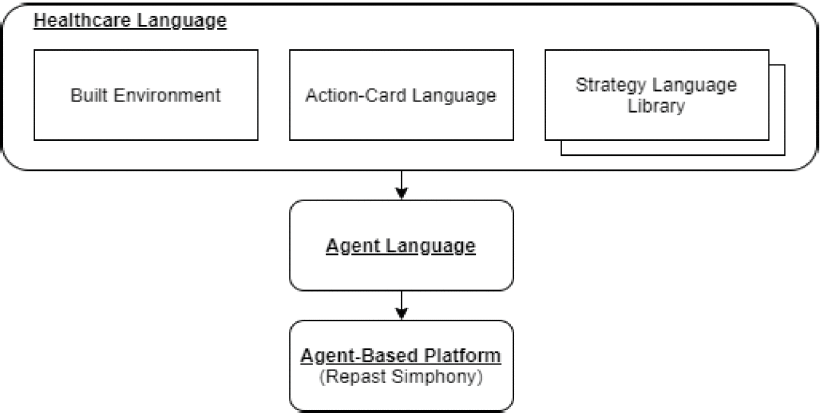 Healthcare Language
Built Environment
Action-Card Language
Strategy Language
Library
Agent Language
Agent-Based Platform
(Repast Simphony)